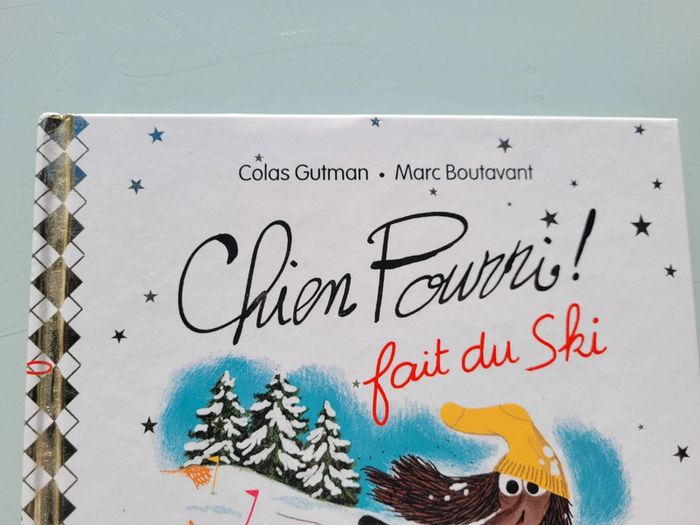 Colas Gutman • Marc Boutavant
Chien Pourri!
fait du Ski